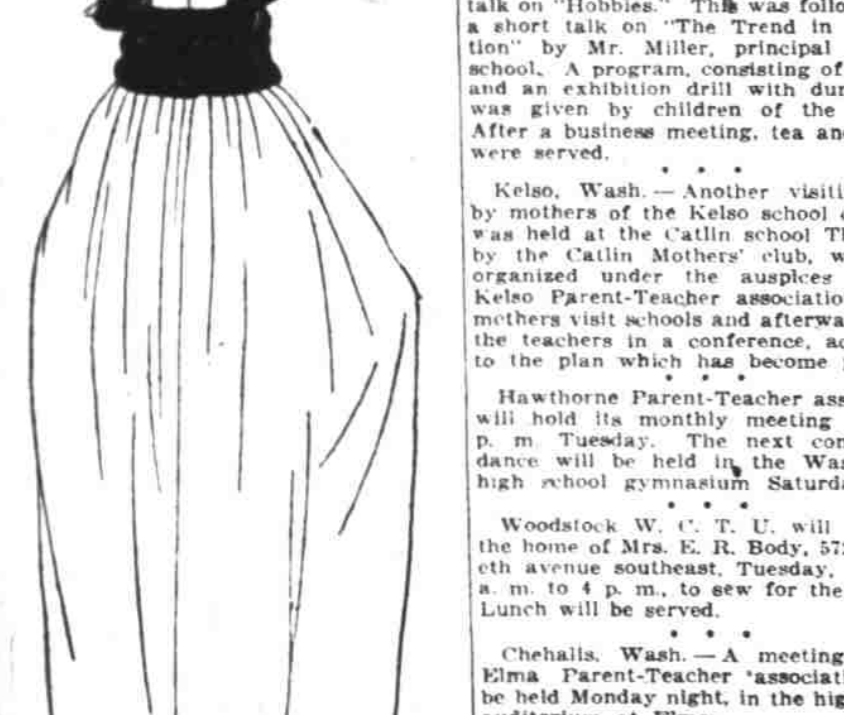 talk on "Hobbies." This was follo
a short talk on "The Trend in
tion" by Mr. Miller, principal
school. A program, consisting of
and an exhibition drill with du
was given by children of the
After a business meeting, tea an
were served.
• • •
Kelso, Wash. — Another visiti
by mothers of the Kelso school
was held at the Catlin school T
by the Catlin Mothers' club, w
organized under the auspices
Kelso Parent-Teacher associatio
mothers visit schools and afterwa
the teachers in a conference, ac
to the plan which has become
• • •
Hawthorne Parent-Teacher ass
will hold its monthly meeting
p. m. Tuesday. The next con
dance will be held in the Was
high school gymnasium Saturda
• • •
Woodstock W. C. T. U. will
the home of Mrs. E. R. Body, 57
eth avenue southeast, Tuesday,
a. m. to 4 p. m., to sew for the
Lunch will be served.
• • •
Chehalis, Wash. — A meeting
Elma Parent-Teacher associati
be held Monday night, in the hig
auditorium at Elma